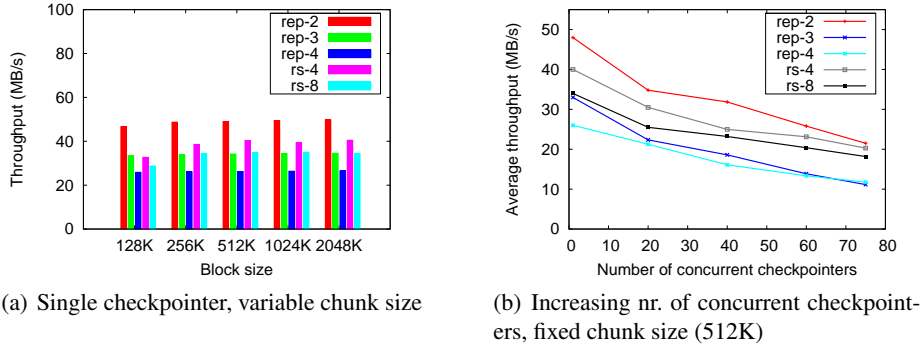 100
80
60
40
20
0
Throughput (MB/s)
rep-2
rep-3
rep-4
rs-4
rs-8
128K 256K 512K 1024K 2048K
Block size
(a) Single checkpointer, variable chunk size
50
40
30
20
10
Average throughput (MB/s)
rep-2
rep-3
rep-4
rs-4
rs-8
0 10 20 30 40 50 60 70 80
Number of concurrent checkpointers
(b) Increasing nr. of concurrent checkpoint-
ers, fixed chunk size (512K)